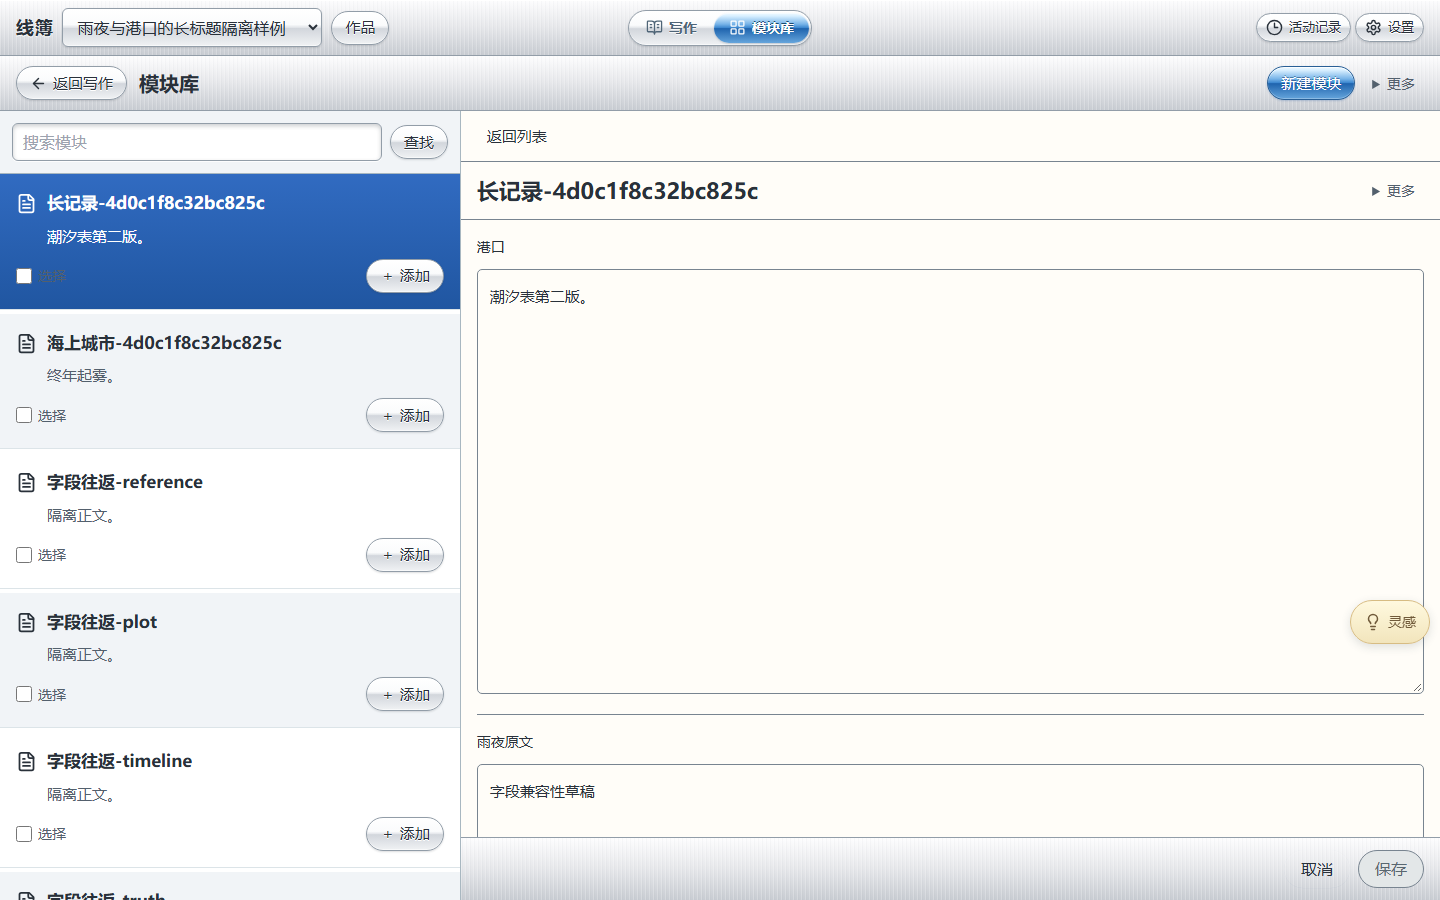 线簿 雨夜与港口的长标题隔离样例 作品 写作 模块库 活动记录 设置
返回写作 模块库 新建模块 更多
搜索模块 查找
返回列表
长记录-4d0c1f8c32bc825c
潮汐表第二版。
选择 + 添加
海上城市-4d0c1f8c32bc825c
终年起雾。
选择 + 添加
字段往返-reference
隔离正文。
选择 + 添加
字段往返-plot
隔离正文。
选择 + 添加
字段往返-timeline
隔离正文。
选择 + 添加
字段往返-truth
长记录-4d0c1f8c32bc825c 更多
港口
潮汐表第二版。
灵感
雨夜原文
字段兼容性草稿
取消 保存